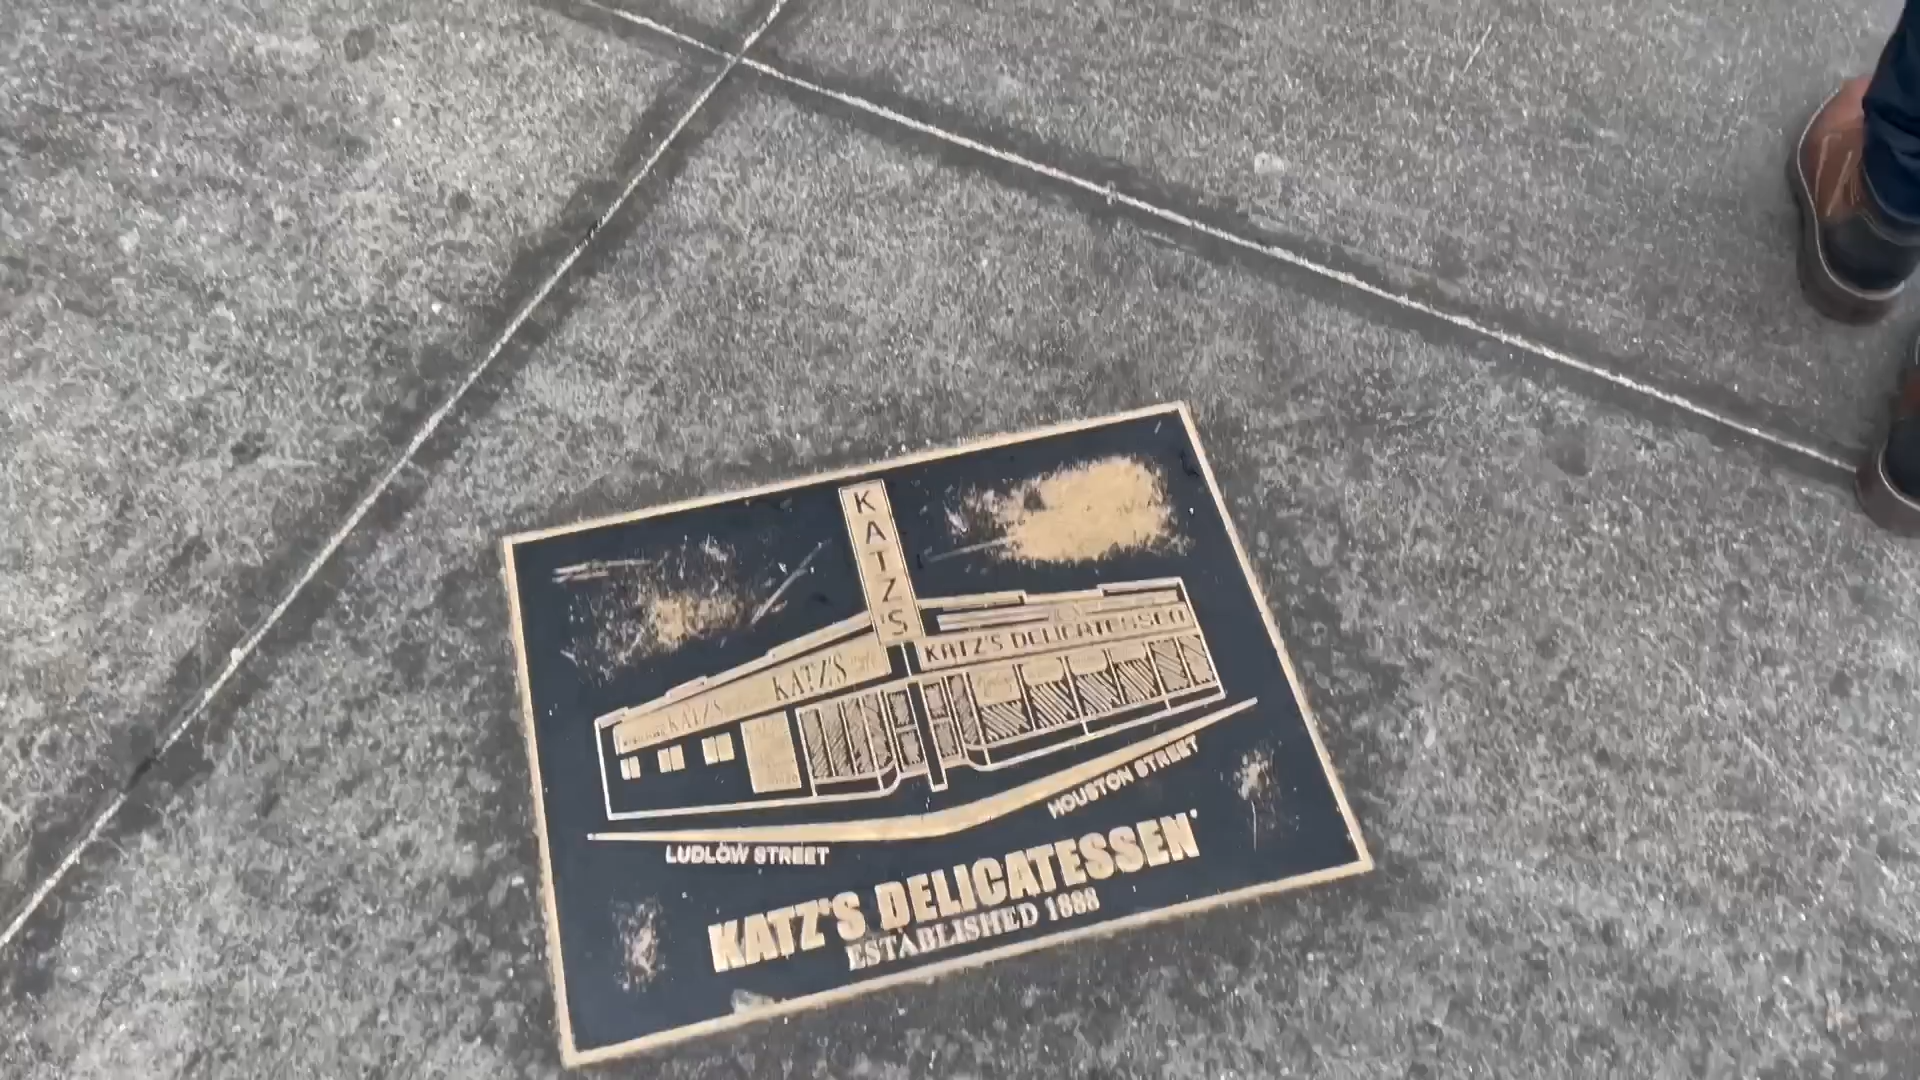 KATZ'S
KATZ'S DELICATESSEN
KATZ'S
KATZ'S
HOUSTON STREET
LUDLOW STREET
KATZ'S DELICATESSEN
ESTABLISHED 1888